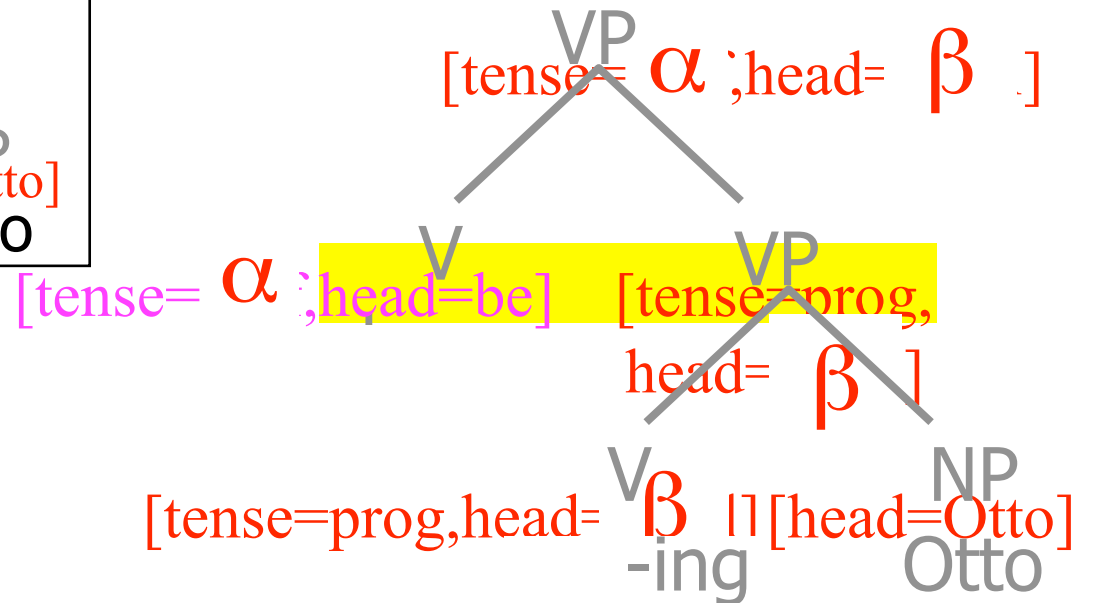 VP
[tense= α ,head= β ]
tto]
o
V VP
[tense= α ,head=be] [tense=prog,
head= β ]
V NP
[tense=prog,head= β ][head=Otto]
-ing Otto